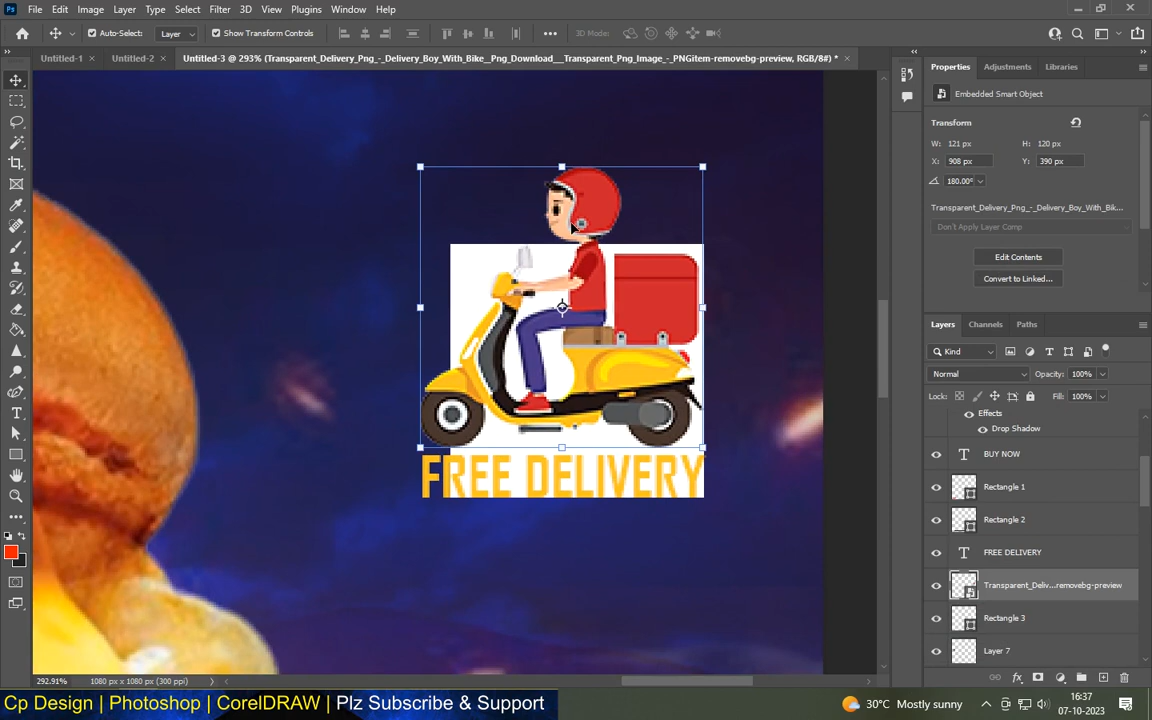 File Edit Image Layer Type Select Filter 3D View Plugins Window Help
Auto-Select: Layer Show Transform Controls 3D Mode:
Untitled-1 × Untitled-2 × Untitled-3 @ 293% (Transparent_Delivery_Png_-_Delivery_Boy_With_Bike__Png_Download__Transparent_Png_Image_-_PNGitem-removebg-preview, RGB/8#) * ×
Properties Adjustments Libraries
Embedded Smart Object
Transform
W: 121 px H: 120 px
X: 908 px Y: 390 px
180.00°
Transparent_Delivery_Png_-_Delivery_Boy_With_Bik...
Don't Apply Layer Comp
Edit Contents
Convert to Linked...
Layers Channels Paths
Kind
Normal Opacity: 100%
Lock: Fill: 100%
Effects
Drop Shadow
BUY NOW
Rectangle 1
Rectangle 2
FREE DELIVERY
Transparent_Deliv...removebg-preview
Rectangle 3
Layer 7
FREE DELIVERY
292.91% 1080 px x 1080 px (300 ppi)
Cp Design | Photoshop | CorelDRAW | Plz Subscribe & Support
30°C Mostly sunny
16:37
07-10-2023